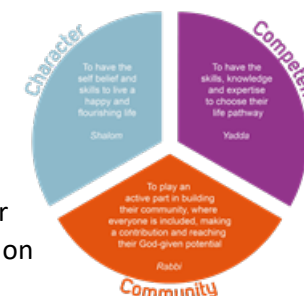 Character
To have the
self belief and
skills to live a
happy and
flourishing life
Shalom
Competen
To have the
skills, knowledge
and expertise
to choose their
life pathway
Yadda
To play an
active part in building
their community, where
everyone is included, making
a contribution and reaching
their God-given potential
Rabbi
Community
r
on